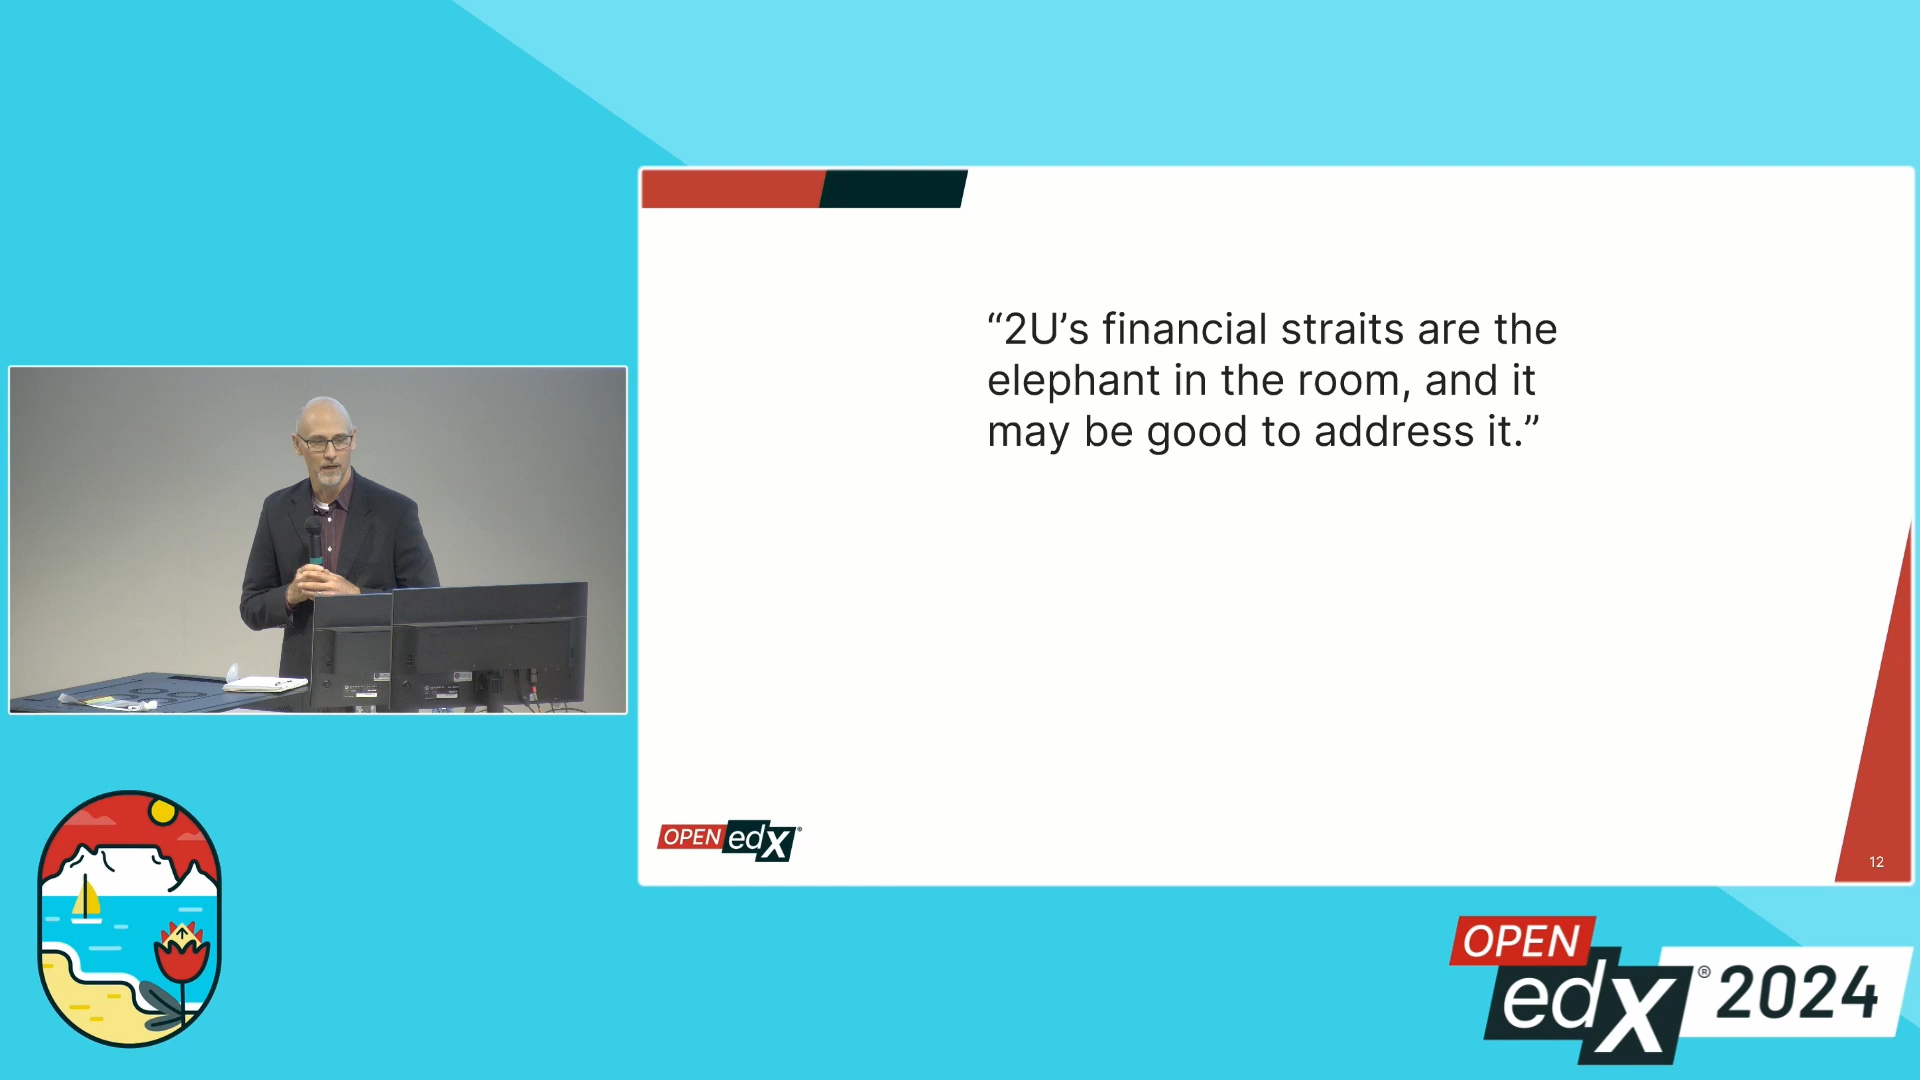 “2U’s financial straits are the
elephant in the room, and it
may be good to address it.”
OPEN edX®
12
OPEN
edX® 2024